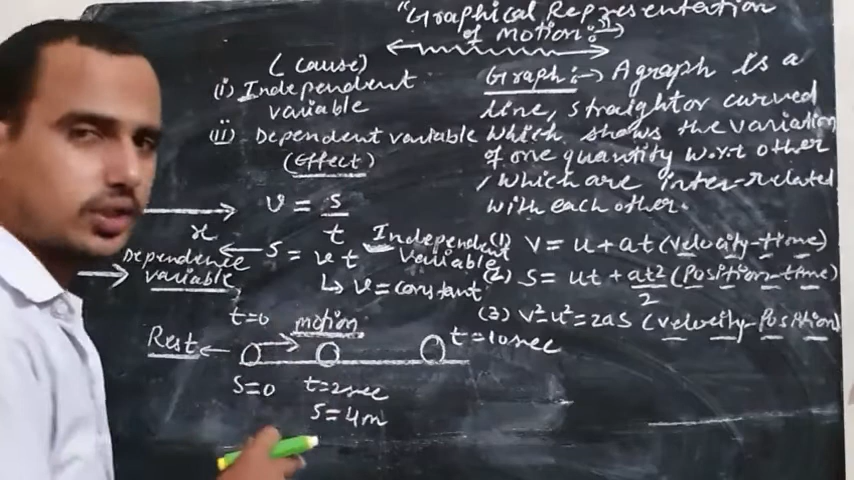 "Graphical Representation
of motion:→
(Cause)
(i) Independent
variable
(ii) Dependent variable
(Effect)
Graph:→ A graph is a
line, straight or curved
which shows the variation
of one quantity w.r.t other
, which are inter-related
with each other.
v = s
t
x
Dependence
variable
s = v t
Independent
variable
↳ v = constant
(1) v = u + at (velocity-time)
(2) s = ut + at2 (Position-time)
2
(3) v²-u² = 2as (velocity-Position)
t=0
motion
t=10sec
Rest ←
s=0
t=2sec
s=4m